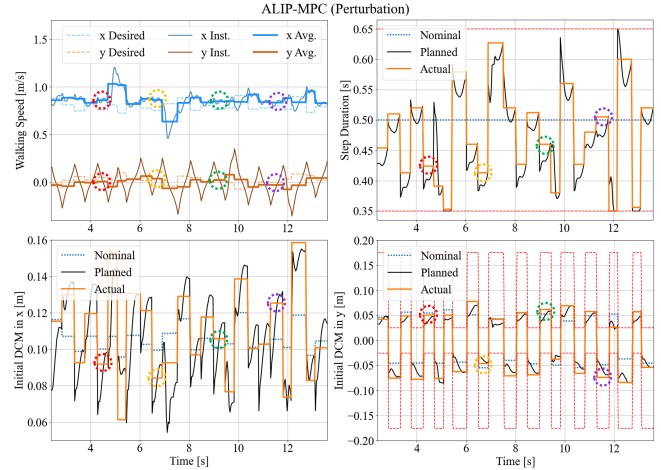 ALIP-MPC (Perturbation)
x Desired
x Inst.
x Avg.
y Desired
y Inst.
y Avg.
Walking Speed [m/s]
1.5
1.0
0.5
0.0
4
6
8
10
12
Nominal
Planned
Actual
Step Duration [s]
0.65
0.60
0.55
0.50
0.45
0.40
0.35
4
6
8
10
12
Nominal
Planned
Actual
Initial DCM in x [m]
0.16
0.14
0.12
0.10
0.08
0.06
4
6
8
10
12
Time [s]
Nominal
Planned
Actual
Initial DCM in y [m]
0.20
0.15
0.10
0.05
0.00
−0.05
−0.10
−0.15
−0.20
4
6
8
10
12
Time [s]